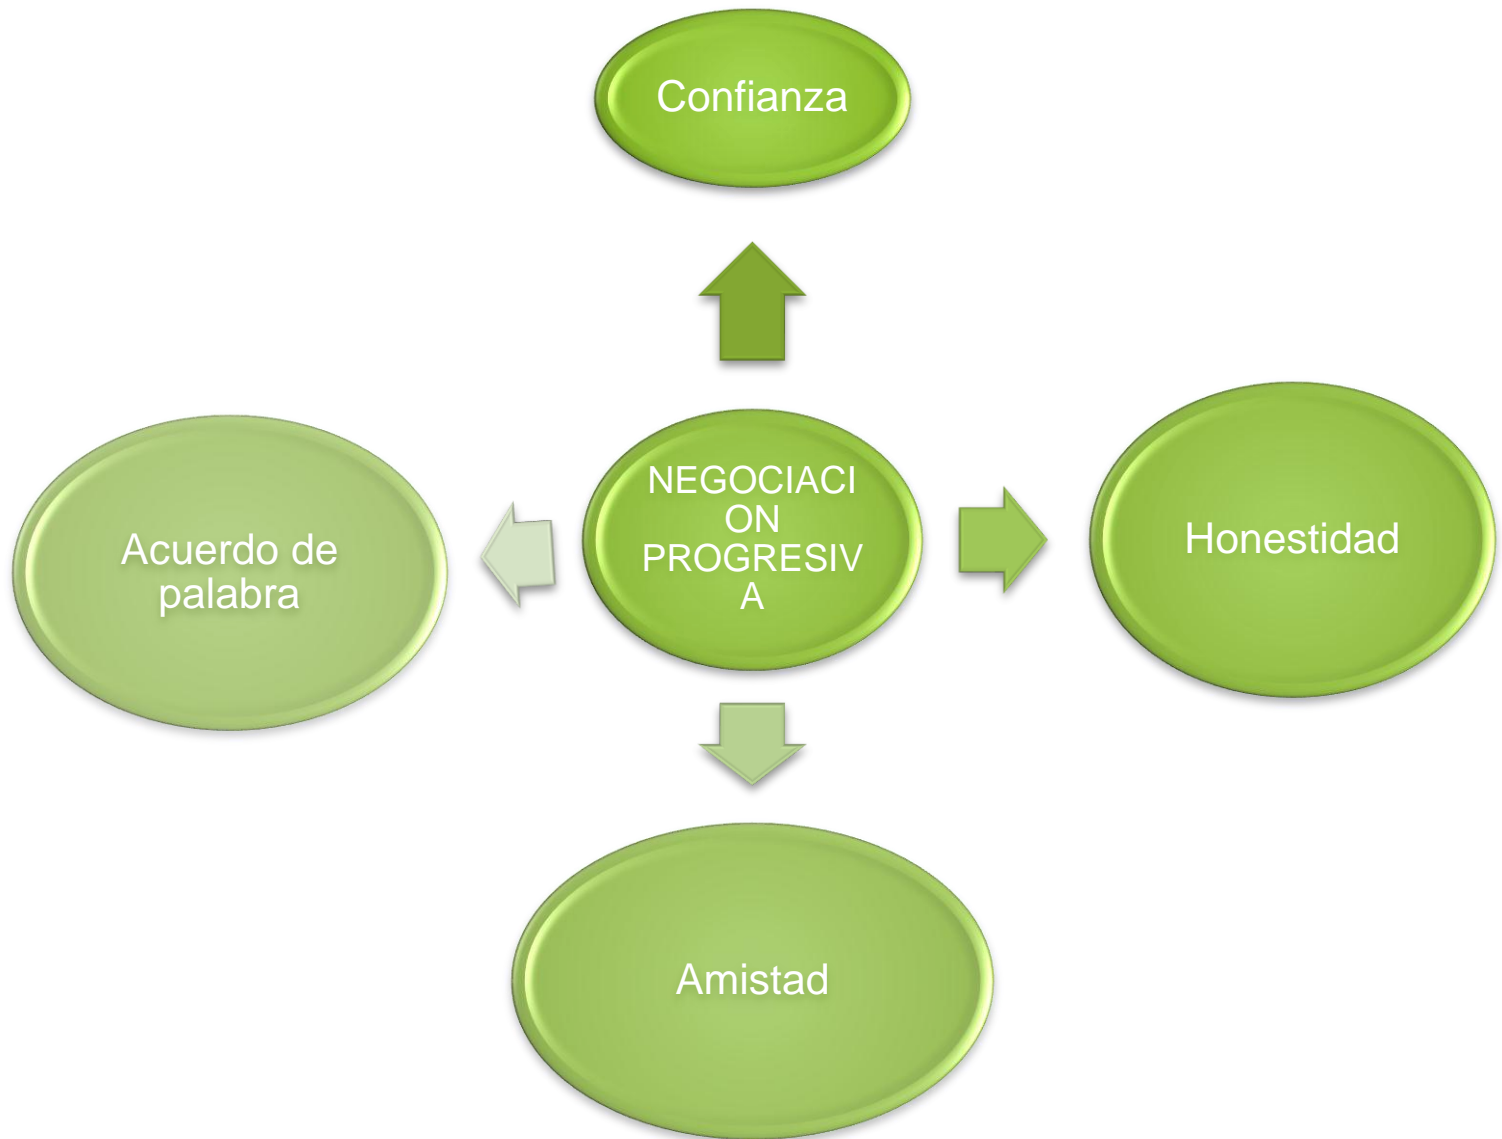 Confianza
Acuerdo de
palabra
NEGOCIACI
ON
PROGRESIV
A
Honestidad
Amistad